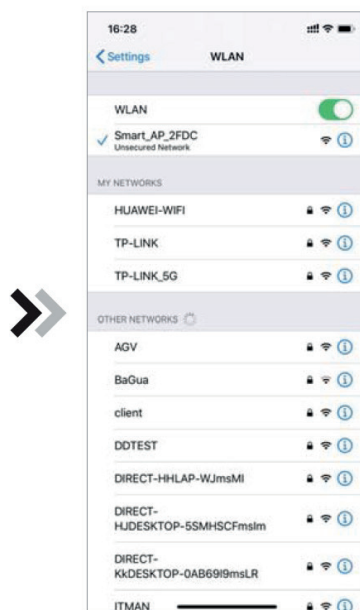 16:28
Settings
WLAN
WLAN
Smart_AP_2FDC
Unsecured Network
MY NETWORKS
HUAWEI-WIFI
TP-LINK
TP-LINK_5G
OTHER NETWORKS
AGV
BaGua
client
DDTEST
DIRECT-HHLAP-WJmsMI
DIRECT-
HJDESKTOP-5SMHSCFmslm
DIRECT-
KkDESKTOP-0AB69I9msLR
ITMAN